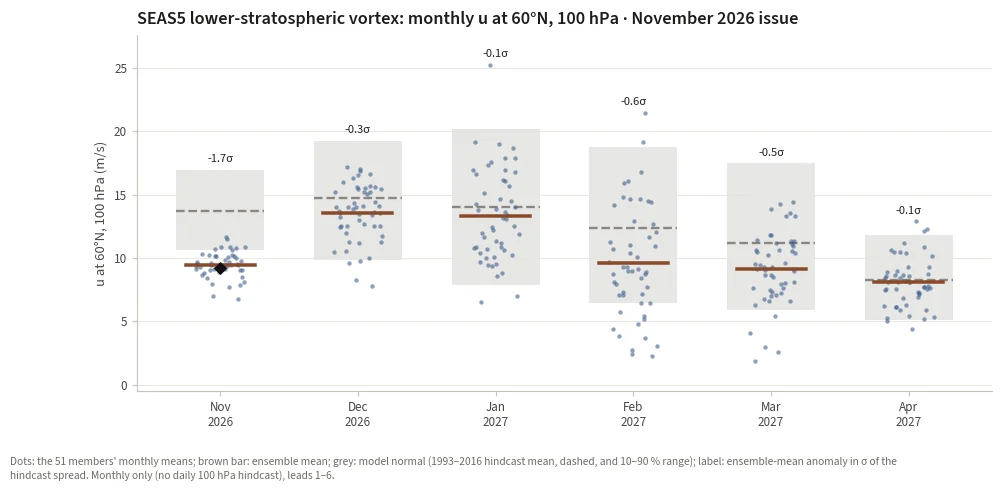 SEAS5 lower-stratospheric vortex: monthly u at 60°N, 100 hPa · November 2026 issue
u at 60°N, 100 hPa (m/s)
25
20
15
10
5
0
-1.7σ
-0.3σ
-0.1σ
-0.6σ
-0.5σ
-0.1σ
Nov
2026
Dec
2026
Jan
2027
Feb
2027
Mar
2027
Apr
2027
Dots: the 51 members' monthly means; brown bar: ensemble mean; grey: model normal (1993–2016 hindcast mean, dashed, and 10–90 % range); label: ensemble-mean anomaly in σ of the
hindcast spread. Monthly only (no daily 100 hPa hindcast), leads 1–6.